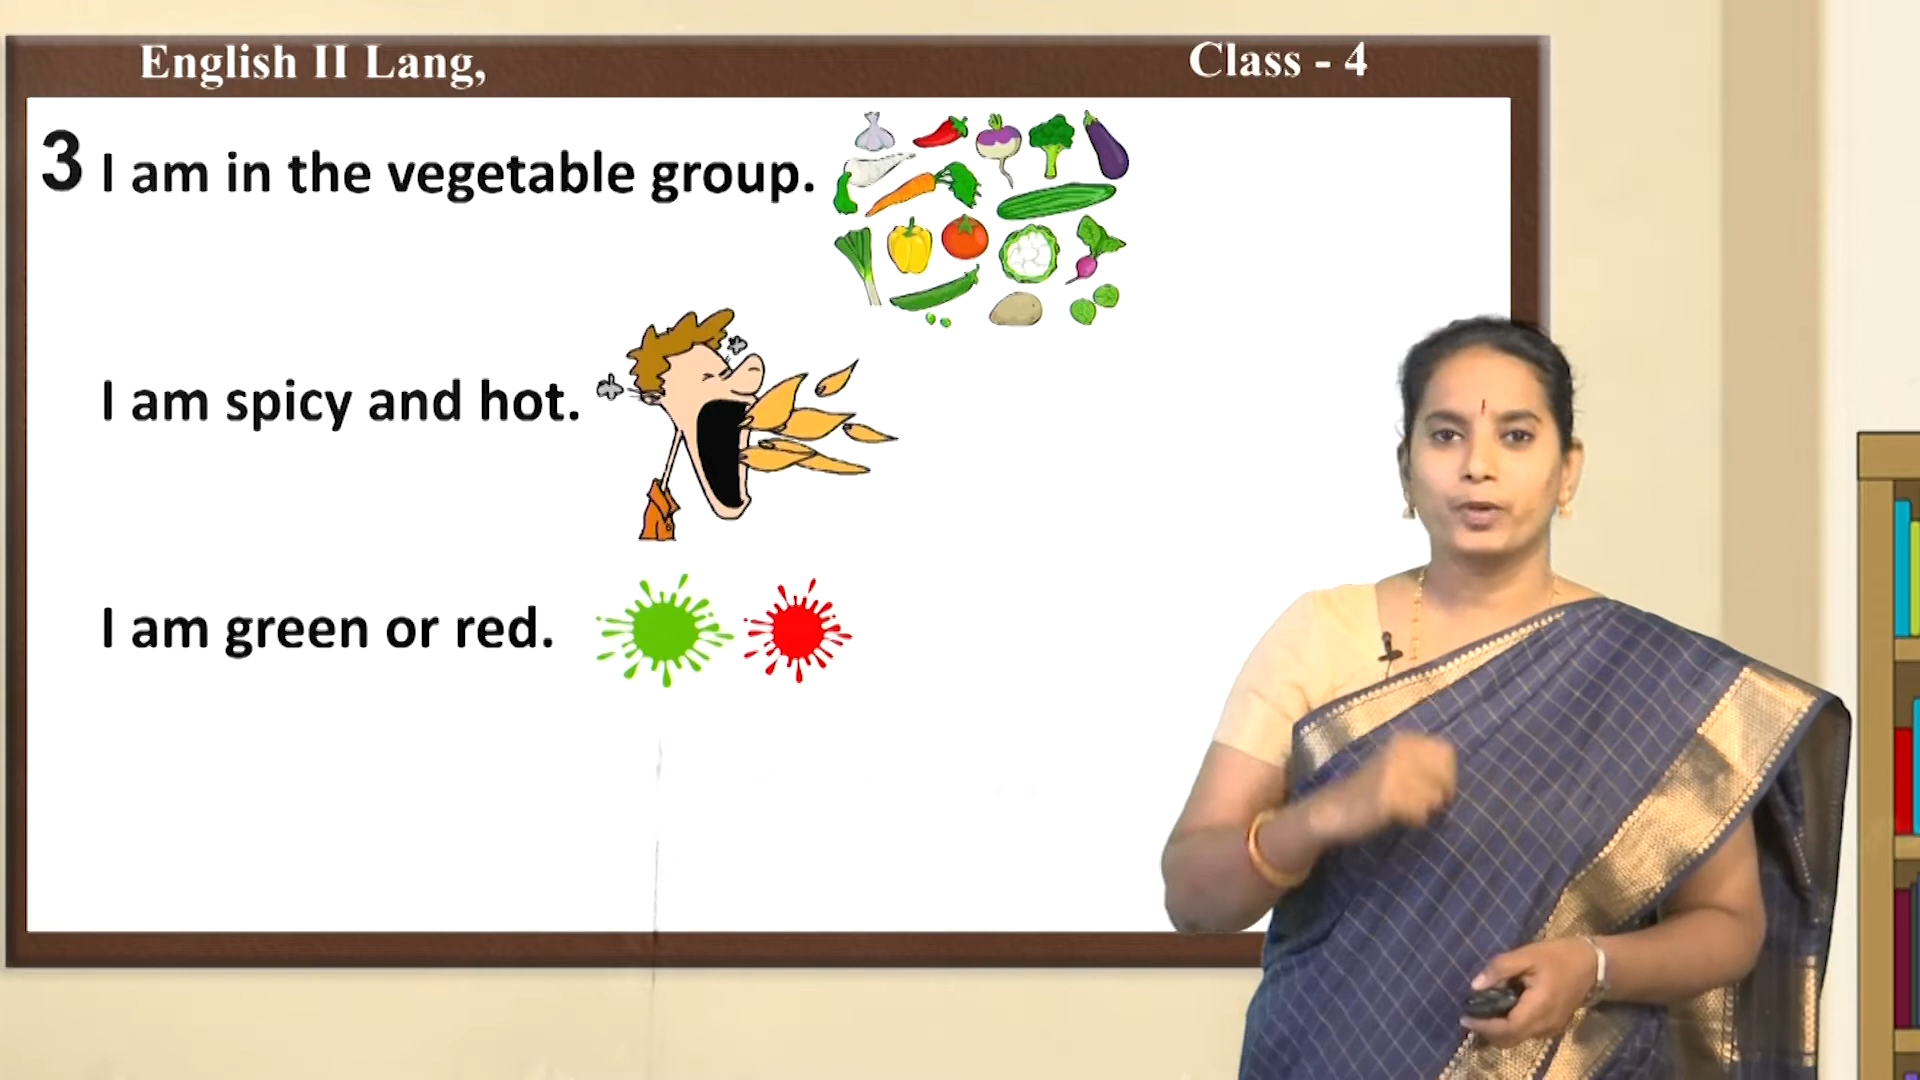 English II Lang,
Class - 4
3 I am in the vegetable group.
I am spicy and hot.
I am green or red.